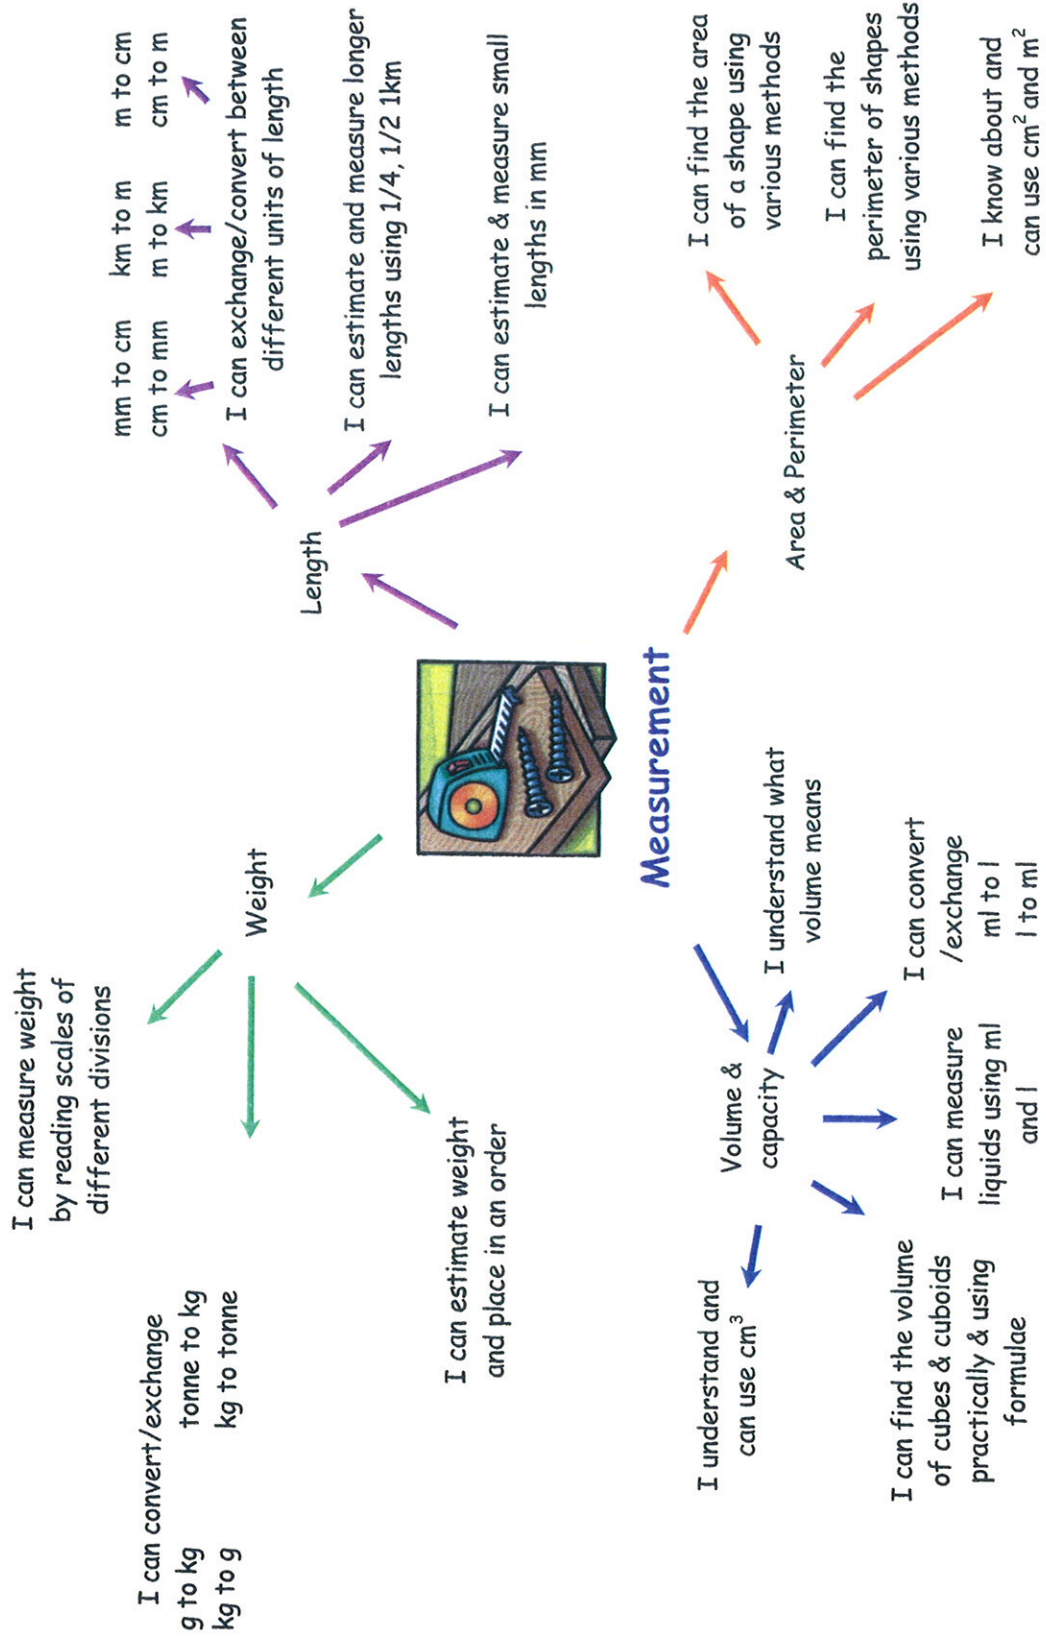 Measurement
Weight
I can measure weight
by reading scales of
different divisions
I can convert/exchange
g to kg tonne to kg
kg to g kg to tonne
I can estimate weight
and place in an order
Length
mm to cm km to m m to cm
cm to mm m to km cm to m
I can exchange/convert between
different units of length
I can estimate and measure longer
lengths using 1/4, 1/2 1km
I can estimate & measure small
lengths in mm
Volume &
capacity
I understand and
can use cm³
I can find the volume
of cubes & cuboids
practically & using
formulae
I can measure
liquids using ml
and l
I can convert
/exchange
ml to l
l to ml
I understand what
volume means
Area & Perimeter
I can find the area
of a shape using
various methods
I can find the
perimeter of shapes
using various methods
I know about and
can use cm² and m²